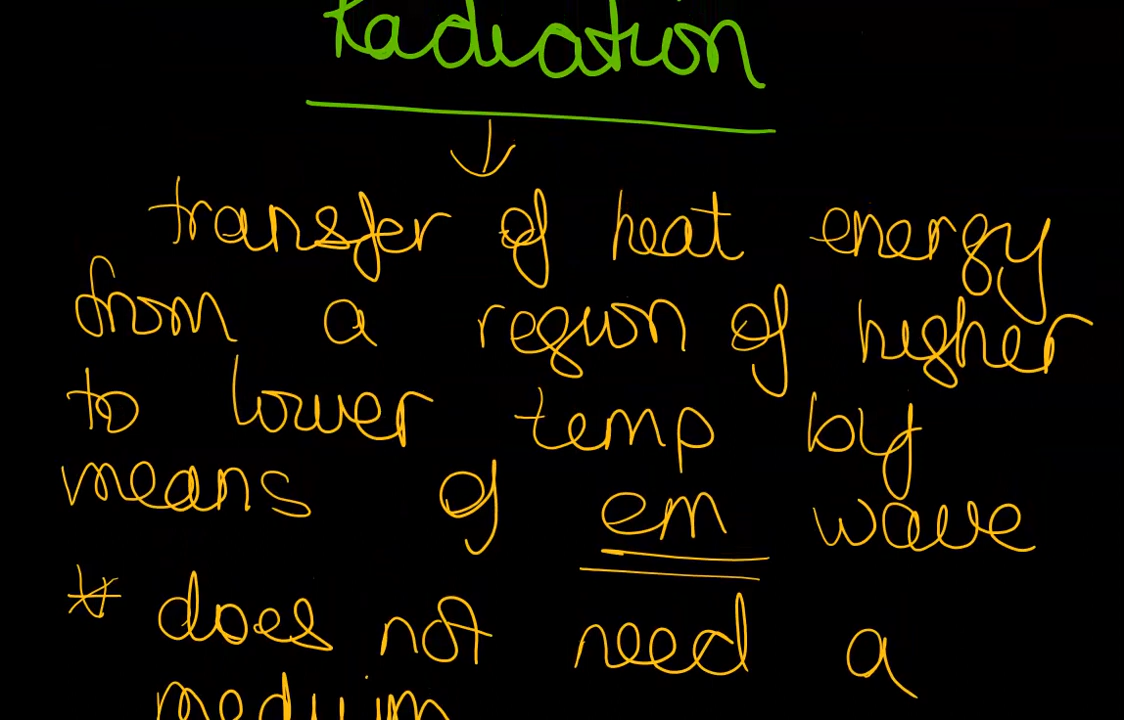 Radiation
transfer of heat energy
from a region of higher
to lower temp by
means of em wave
* does not need a
medium